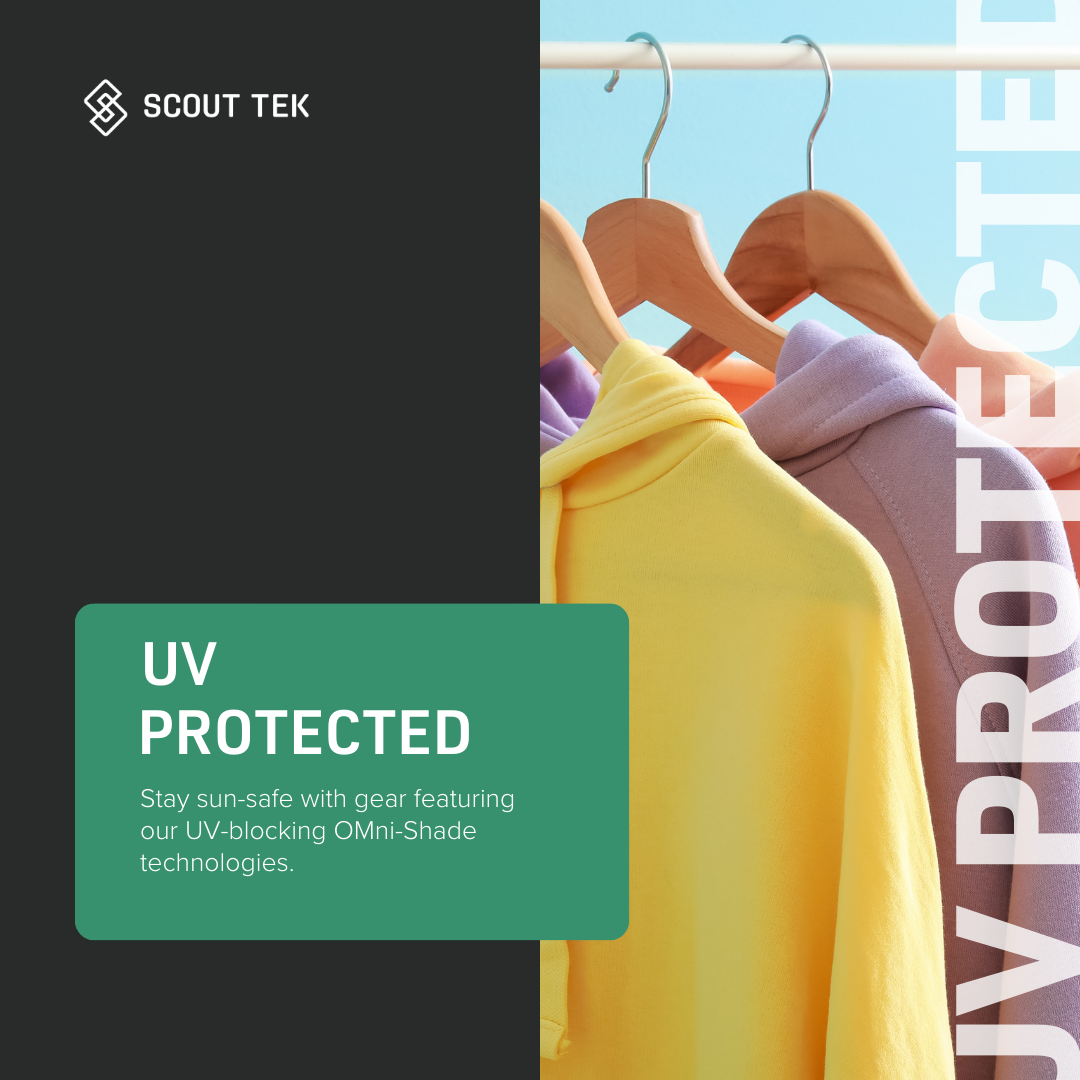 SCOUT TEK
UV
PROTECTED
Stay sun-safe with gear featuring
our UV-blocking OMni-Shade
technologies.
UV PROTECTED